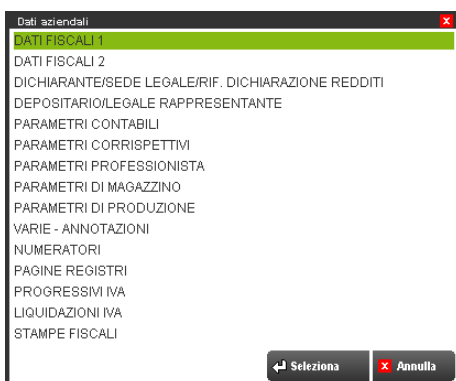 Dati aziendali
DATI FISCALI 1
DATI FISCALI 2
DICHIARANTE/SEDE LEGALE/RIF. DICHIARAZIONE REDDITI
DEPOSITARIO/LEGALE RAPPRESENTANTE
PARAMETRI CONTABILI
PARAMETRI CORRISPETTIVI
PARAMETRI PROFESSIONISTA
PARAMETRI DI MAGAZZINO
PARAMETRI DI PRODUZIONE
VARIE - ANNOTAZIONI
NUMERATORI
PAGINE REGISTRI
PROGRESSIVI IVA
LIQUIDAZIONI IVA
STAMPE FISCALI
Seleziona Annulla